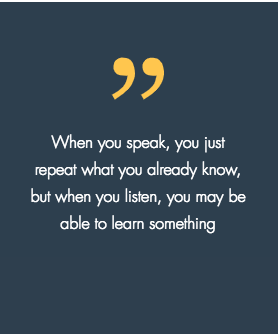 ”
When you speak, you just
repeat what you already know,
but when you listen, you may be
able to learn something